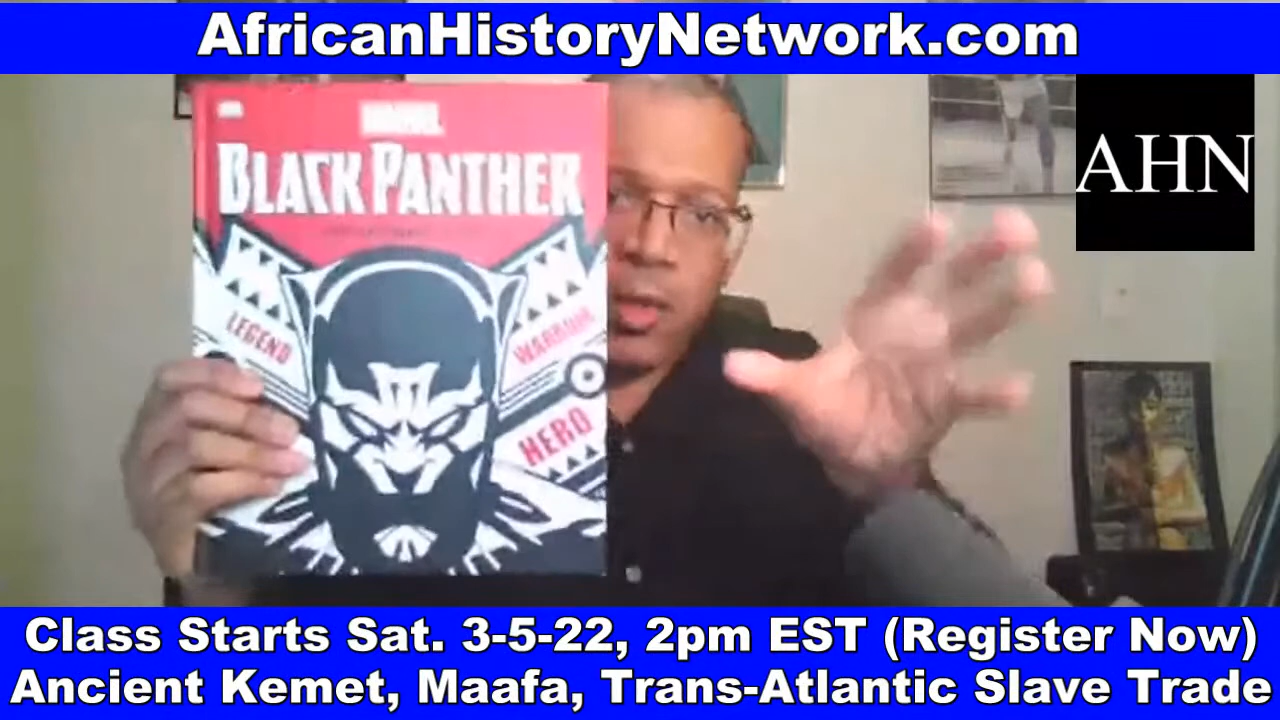 AfricanHistoryNetwork.com
AHN
MARVEL
BLACK PANTHER
LEGEND
WARRIOR
HERO
Class Starts Sat. 3-5-22, 2pm EST (Register Now)
Ancient Kemet, Maafa, Trans-Atlantic Slave Trade